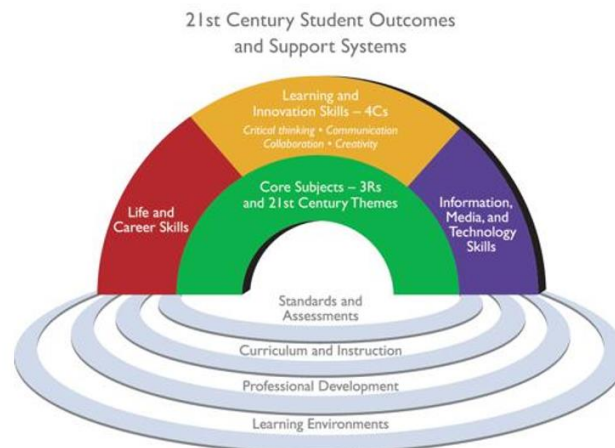 21st Century Student Outcomes
and Support Systems
Learning and
Innovation Skills – 4Cs
Critical thinking • Communication
Collaboration • Creativity
Core Subjects – 3Rs
and 21st Century Themes
Life and
Career Skills
Information,
Media, and
Technology
Skills
Standards and
Assessments
Curriculum and Instruction
Professional Development
Learning Environments